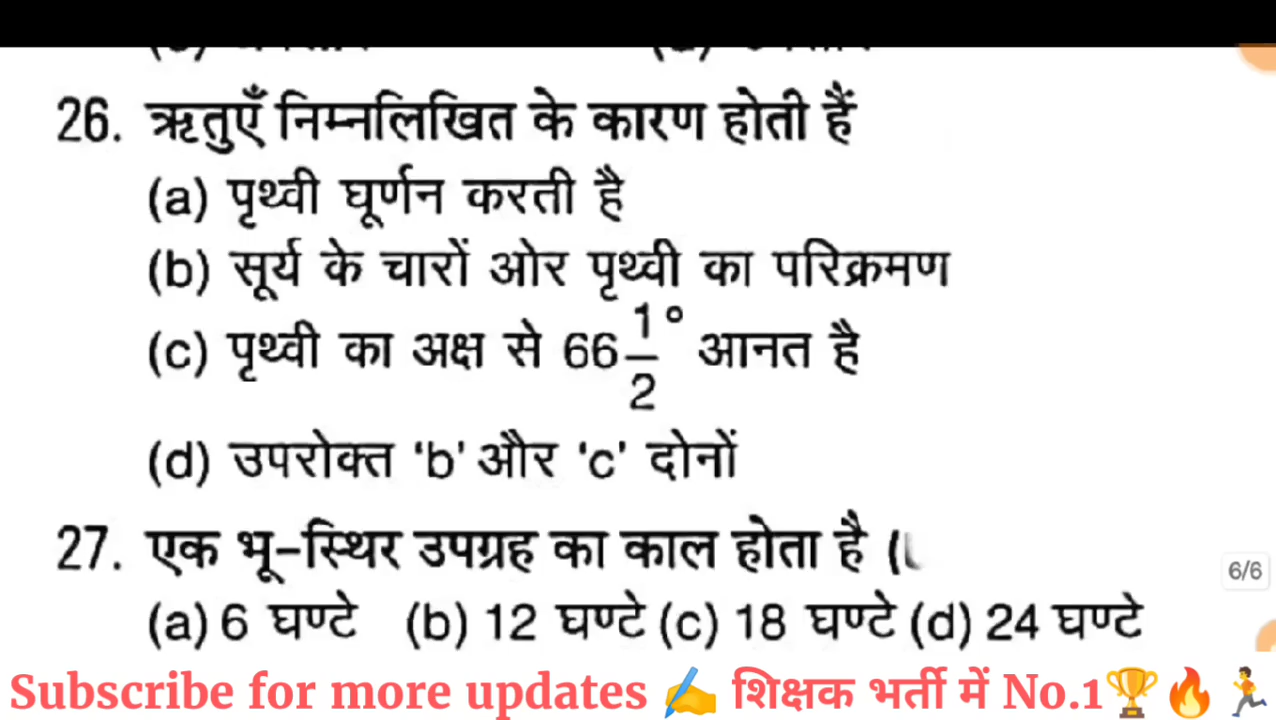 26. ऋतुएँ निम्नलिखित के कारण होती हैं
(a) पृथ्वी घूर्णन करती है
(b) सूर्य के चारों ओर पृथ्वी का परिक्रमण
(c) पृथ्वी का अक्ष से 66 1/2° आनत है
(d) उपरोक्त 'b' और 'c' दोनों
27. एक भू-स्थिर उपग्रह का काल होता है (
(a) 6 घण्टे (b) 12 घण्टे (c) 18 घण्टे (d) 24 घण्टे
6/6
Subscribe for more updates ✍️ शिक्षक भर्ती में No.1🏆🔥🏃